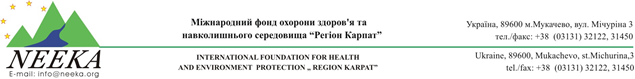 Міжнародний фонд охорони здоров'я та
навколишнього середовища “Регіон Карпат”
Україна, 89600 м.Мукачево, вул. Мічуріна 3
тел./факс: +38 (03131) 32122, 31450
NEEKA
E-mail: info@neeka.org
INTERNATIONAL FOUNDATION FOR HEALTH
AND ENVIRONMENT PROTECTION „ REGION KARPAT”
Ukraine, 89600, Mukachevo, st.Michurina,3
tel./fax: +38 (03131) 32122, 31450